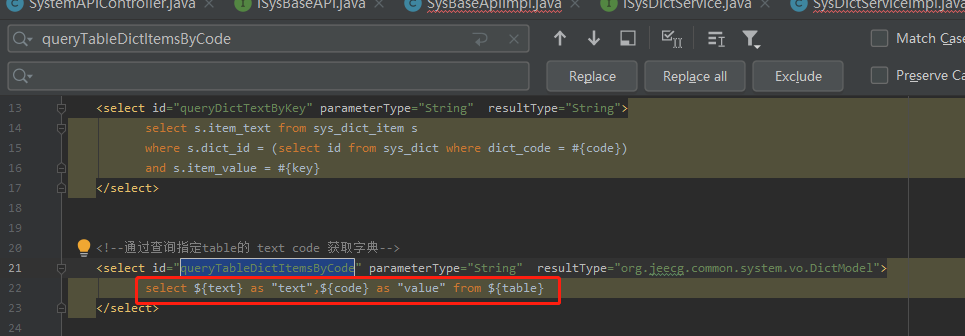 SystemAPIController.java × ISysBaseAPI.java × SysBaseApiImpl.java × ISysDictService.java × SysDictServiceImpl.java
queryTableDictItemsByCode Match Case
Replace Replace all Exclude Preserve Ca
13 <select id="queryDictTextByKey" parameterType="String" resultType="String">
14 select s.item_text from sys_dict_item s
15 where s.dict_id = (select id from sys_dict where dict_code = #{code})
16 and s.item_value = #{key}
17 </select>
18
19
20 <!--通过查询指定table的 text code 获取字典-->
21 <select id="queryTableDictItemsByCode" parameterType="String" resultType="org.jeecg.common.system.vo.DictModel">
22 select ${text} as "text",${code} as "value" from ${table}
23 </select>
24